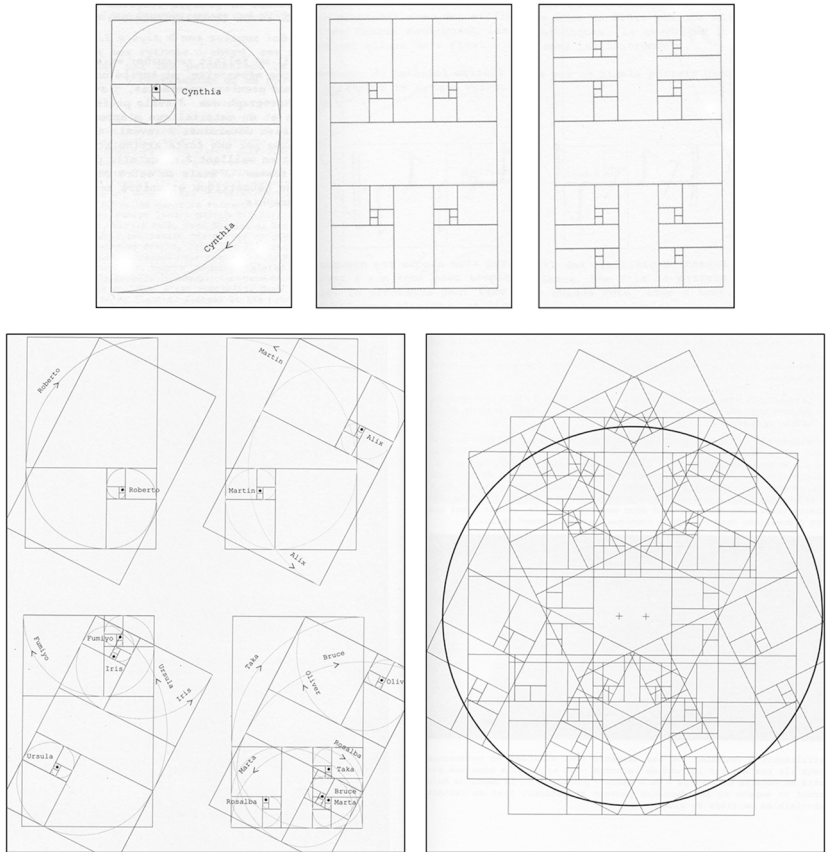 Cynthia
Cynthia
Roberto
Roberto
Martin
Alix
Martin
Alix
Fumiyo
Fumiyo
Iris
Ursula
Iris
Ursula
Taka
Bruce
Oliver
Oliv
Marta
Rosalba
Taka
Bruce
Rosalba
Marta